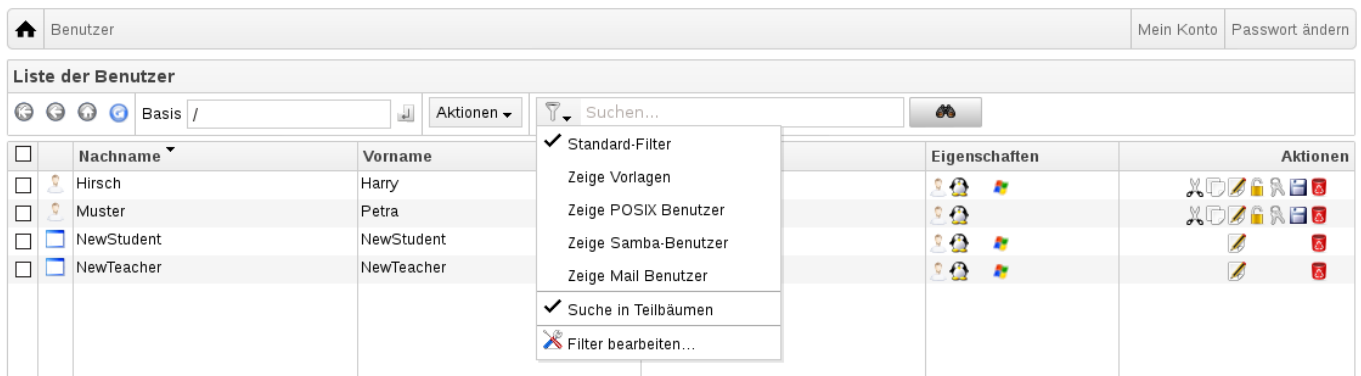 Benutzer Mein Konto Passwort ändern
Liste der Benutzer
Basis / Aktionen Suchen...
Nachname Vorname Eigenschaften Aktionen
Standard-Filter
Hirsch Harry
Zeige Vorlagen
Muster Petra
Zeige POSIX Benutzer
NewStudent NewStudent
Zeige Samba-Benutzer
NewTeacher NewTeacher
Zeige Mail Benutzer
Suche in Teilbäumen
Filter bearbeiten...